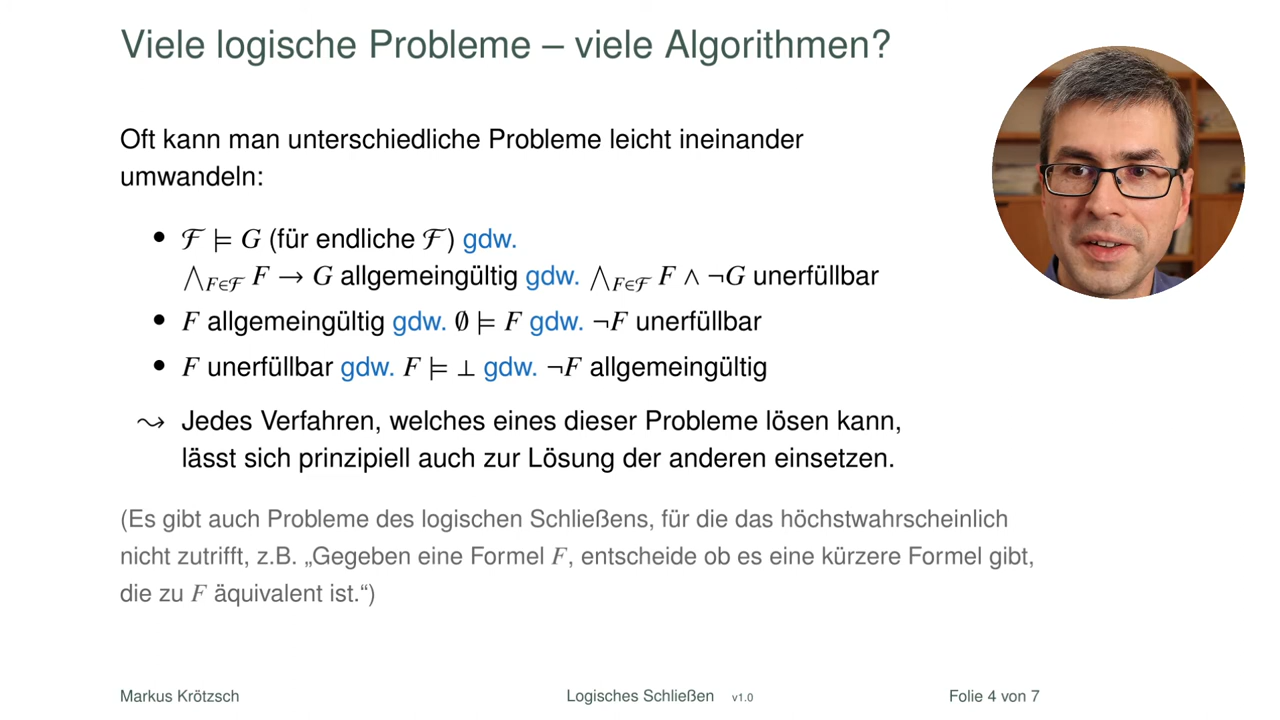 Viele logische Probleme – viele Algorithmen?
Oft kann man unterschiedliche Probleme leicht ineinander
umwandeln:
• ℱ ⊨ G (für endliche ℱ) gdw.
⋀F∈ℱ F → G allgemeingültig gdw. ⋀F∈ℱ F ∧ ¬G unerfüllbar
• F allgemeingültig gdw. ∅ ⊨ F gdw. ¬F unerfüllbar
• F unerfüllbar gdw. F ⊨ ⊥ gdw. ¬F allgemeingültig
⤳ Jedes Verfahren, welches eines dieser Probleme lösen kann,
lässt sich prinzipiell auch zur Lösung der anderen einsetzen.
(Es gibt auch Probleme des logischen Schließens, für die das höchstwahrscheinlich
nicht zutrifft, z.B. „Gegeben eine Formel F, entscheide ob es eine kürzere Formel gibt,
die zu F äquivalent ist.“)
Markus Krötzsch Logisches Schließen v1.0 Folie 4 von 7